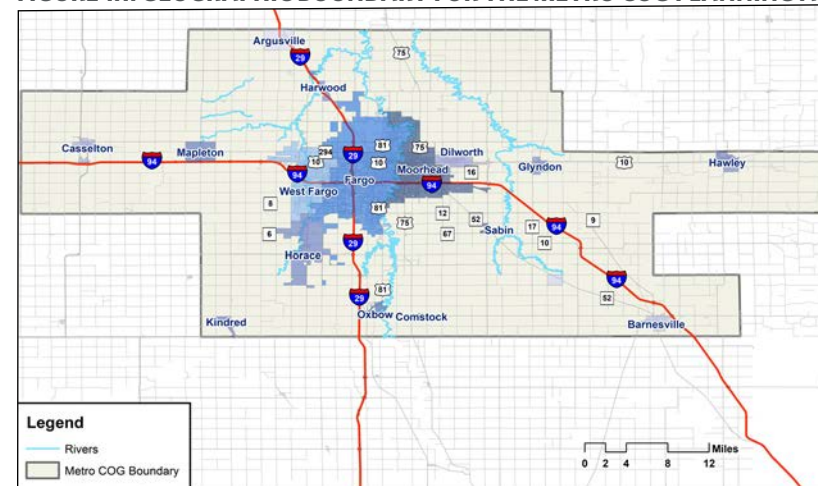 Argusville
29
75
Harwood
Casselton
94
Mapleton
294
10
94
29
81
10
75
Dilworth
Moorhead
94
16
Glyndon
10
Hawley
Fargo
West Fargo
81
75
12
52
67
Sabin
17
10
94
9
29
6
Horace
81
29
Oxbow
Comstock
Kindred
94
52
Barnesville
Legend
Rivers
Metro COG Boundary
Miles
0 2 4 8 12